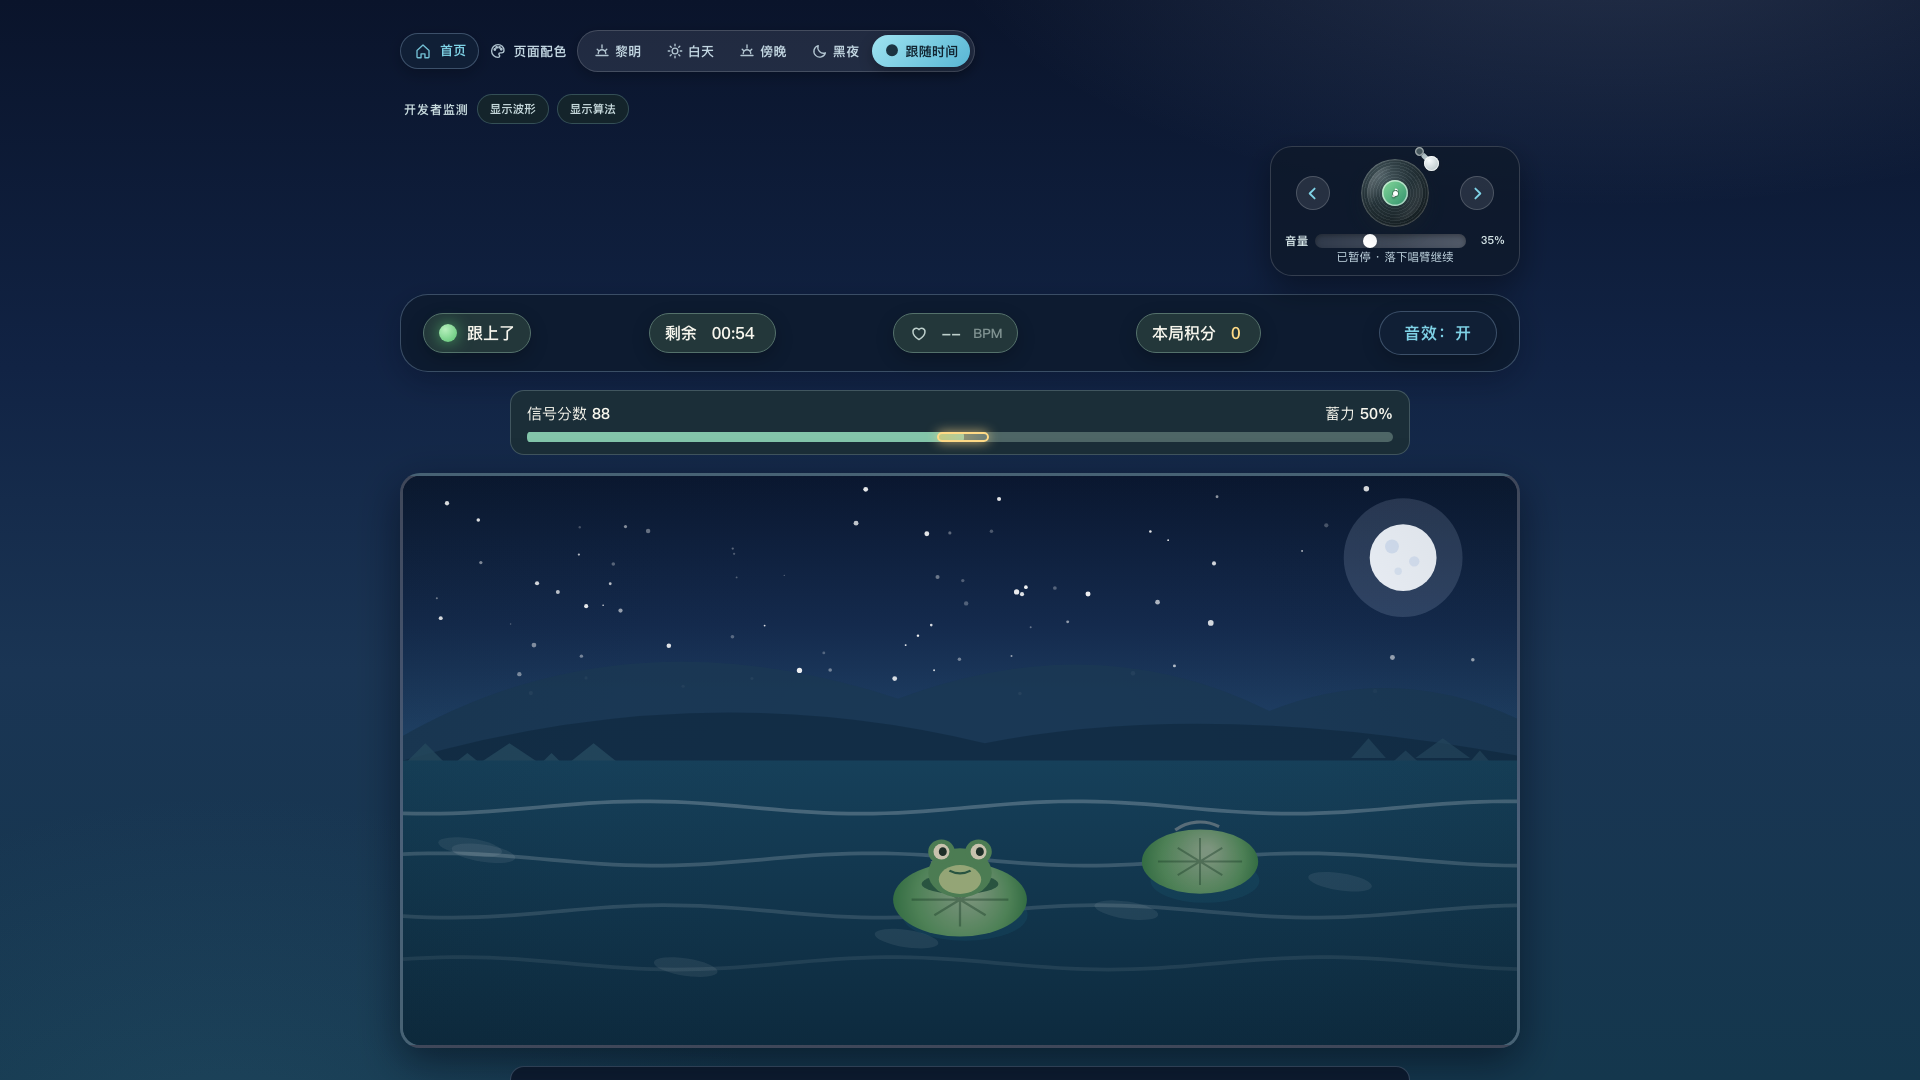 首页 页面配色 黎明 白天 傍晚 黑夜 跟随时间
开发者监测 显示波形 显示算法
音量 35%
已暂停 · 落下唱臂继续
跟上了 剩余 00:54 -- BPM 本局积分 0 音效：开
信号分数 88 蓄力 50%